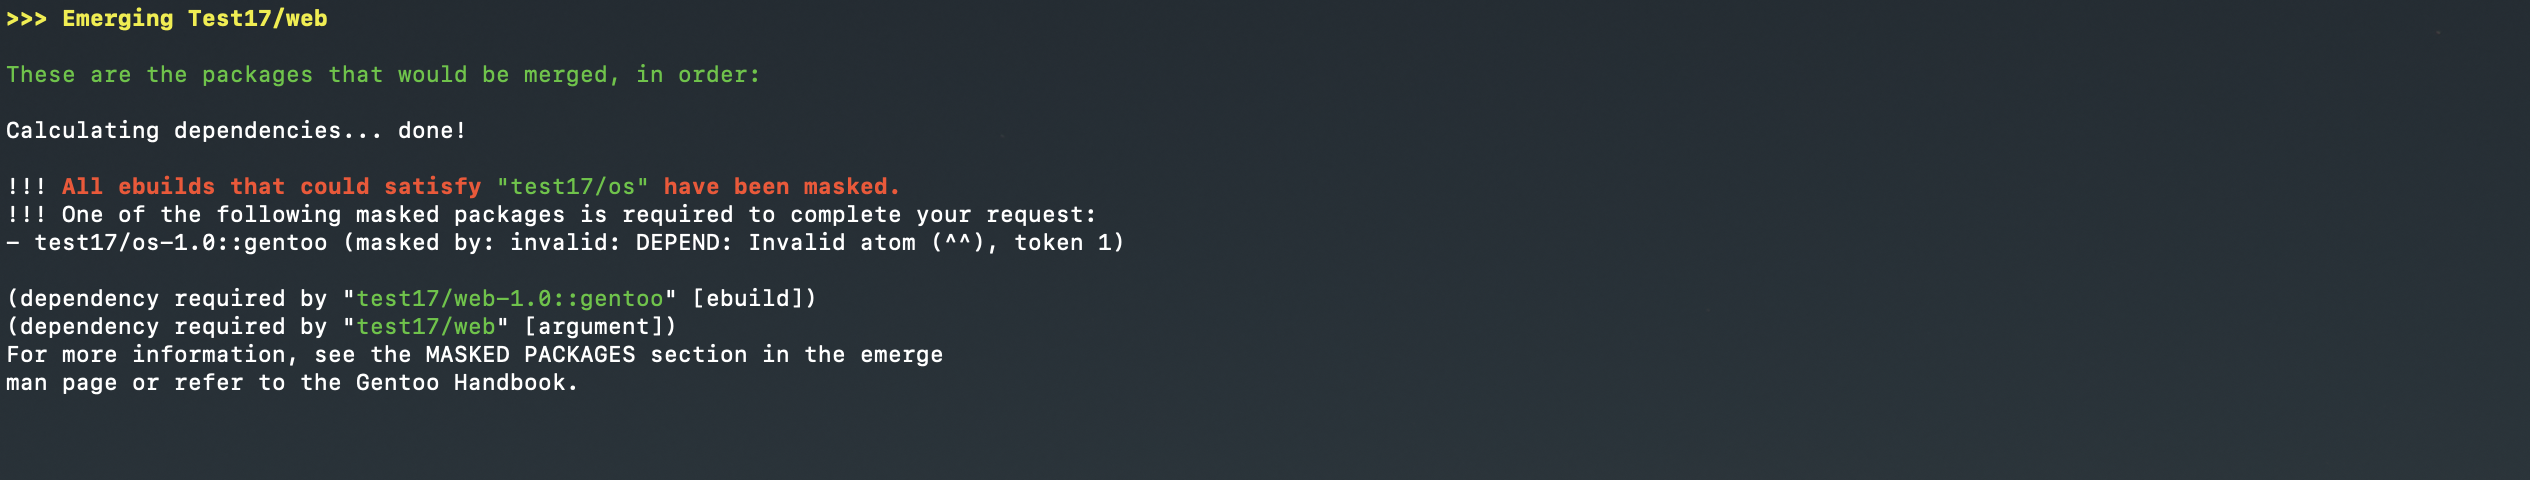 >>> Emerging Test17/web
These are the packages that would be merged, in order:
Calculating dependencies... done!
!!! All ebuilds that could satisfy "test17/os" have been masked.
!!! One of the following masked packages is required to complete your request:
- test17/os-1.0::gentoo (masked by: invalid: DEPEND: Invalid atom (^^), token 1)
(dependency required by "test17/web-1.0::gentoo" [ebuild])
(dependency required by "test17/web" [argument])
For more information, see the MASKED PACKAGES section in the emerge
man page or refer to the Gentoo Handbook.